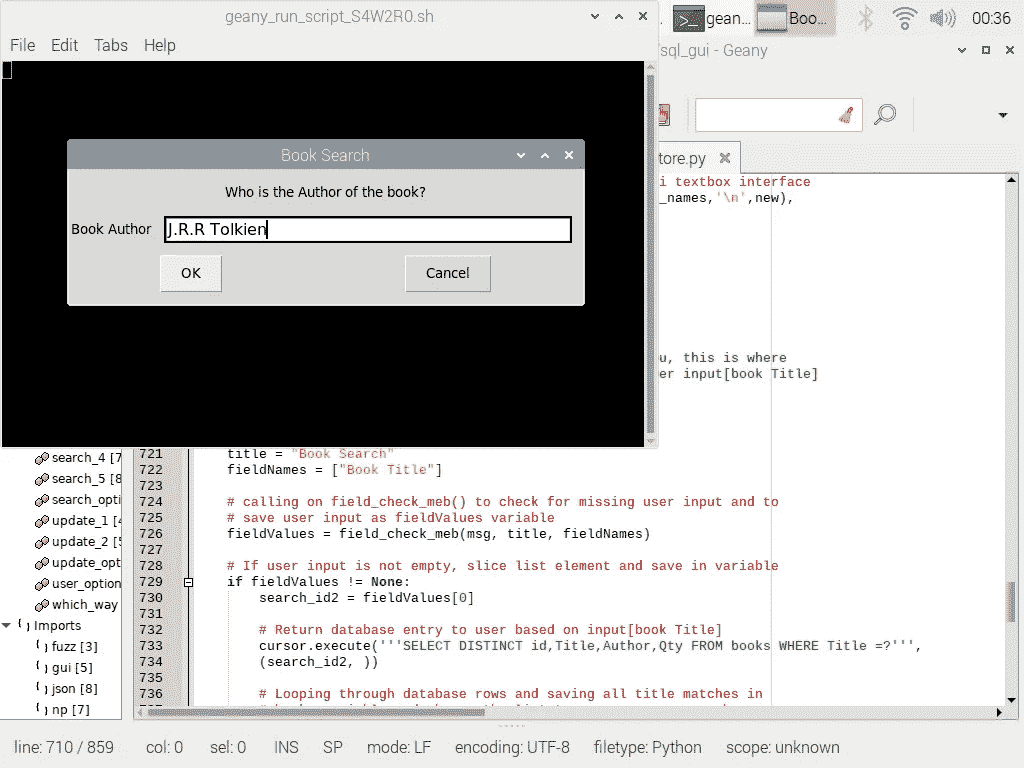 geany_run_script_S4W2R0.sh
geany...
Boo...
00:36
File Edit Tabs Help
sql_gui - Geany
Book Search
Who is the Author of the book?
Book Author
J.R.R Tolkien
OK
Cancel
tore.py
i textbox interface
_names,'\n',new),
u, this is where
er input[book Title]
search_4 [7
search_5 [8
search_opti
update_1 [4
update_2 [5
update_opt
user_option
which_way
Imports
fuzz [3]
gui [5]
json [8]
np [7]
721 title = "Book Search"
722 fieldNames = ["Book Title"]
723
724 # calling on field_check_meb() to check for missing user input and to
725 # save user input as fieldValues variable
726 fieldValues = field_check_meb(msg, title, fieldNames)
727
728 # If user input is not empty, slice list element and save in variable
729 if fieldValues != None:
730 search_id2 = fieldValues[0]
731
732 # Return database entry to user based on input[book Title]
733 cursor.execute('''SELECT DISTINCT id,Title,Author,Qty FROM books WHERE Title =?''',
734 (search_id2, ))
735
736 # Looping through database rows and saving all title matches in
line: 710 / 859 col: 0 sel: 0 INS SP mode: LF encoding: UTF-8 filetype: Python scope: unknown